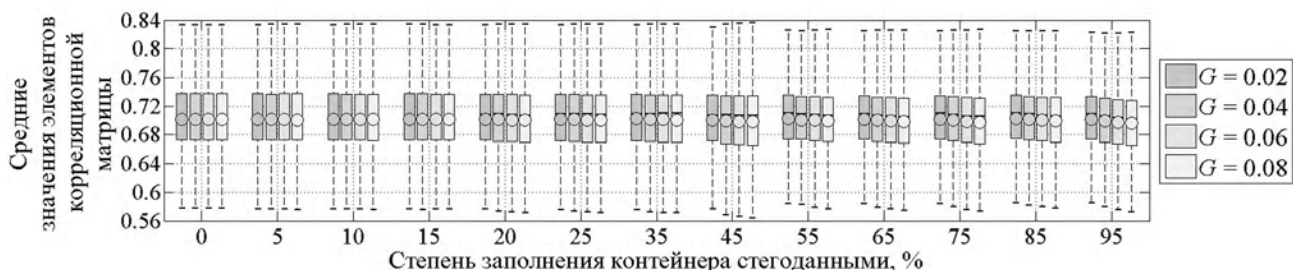 Средние
значения элементов
корреляционной
матрицы
0.84
0.8
0.76
0.72
0.68
0.64
0.6
0.56
0 5 10 15 20 25 35 45 55 65 75 85 95
Степень заполнения контейнера стегоданными, %
G = 0.02
G = 0.04
G = 0.06
G = 0.08